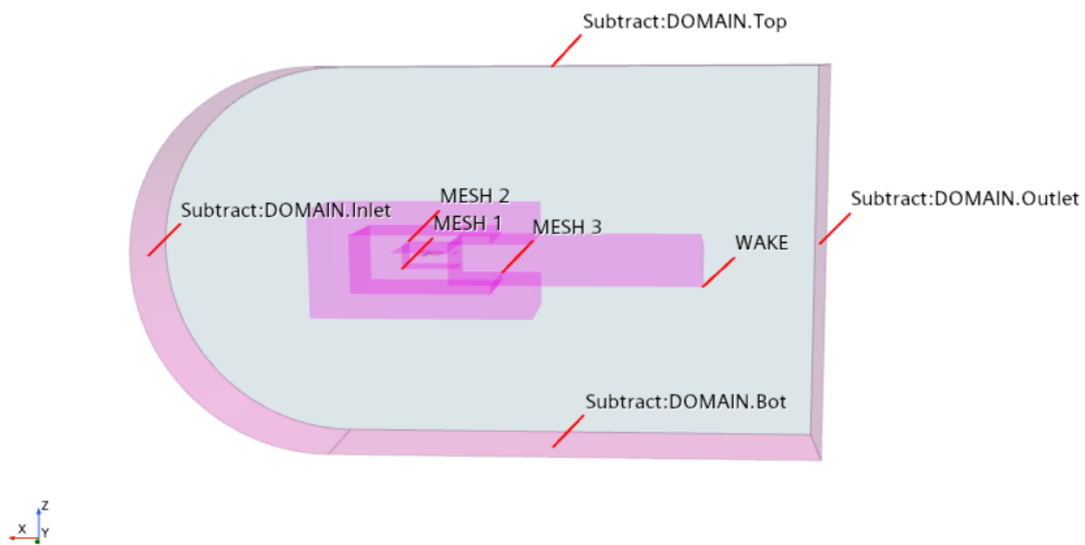 Subtract:DOMAIN.Top
MESH 2
Subtract:DOMAIN.Inlet
MESH 1
MESH 3
Subtract:DOMAIN.Outlet
WAKE
Subtract:DOMAIN.Bot
Z
X
Y